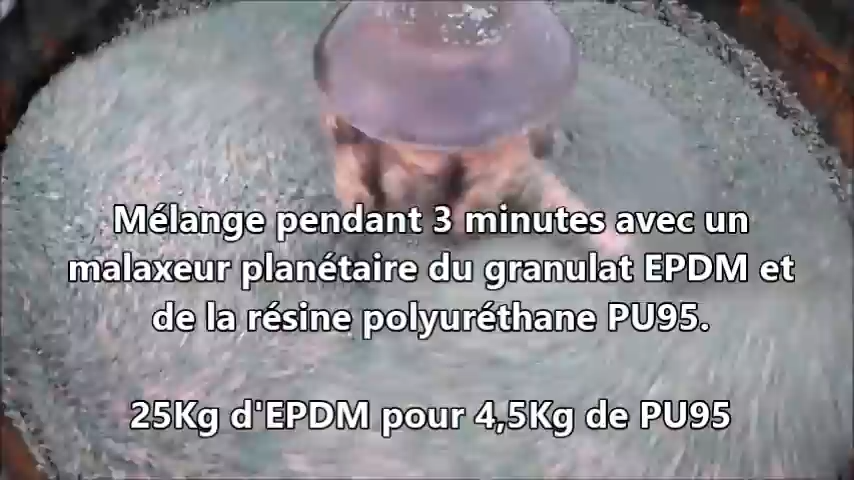 Mélange pendant 3 minutes avec un
malaxeur planétaire du granulat EPDM et
de la résine polyuréthane PU95.
25Kg d'EPDM pour 4,5Kg de PU95